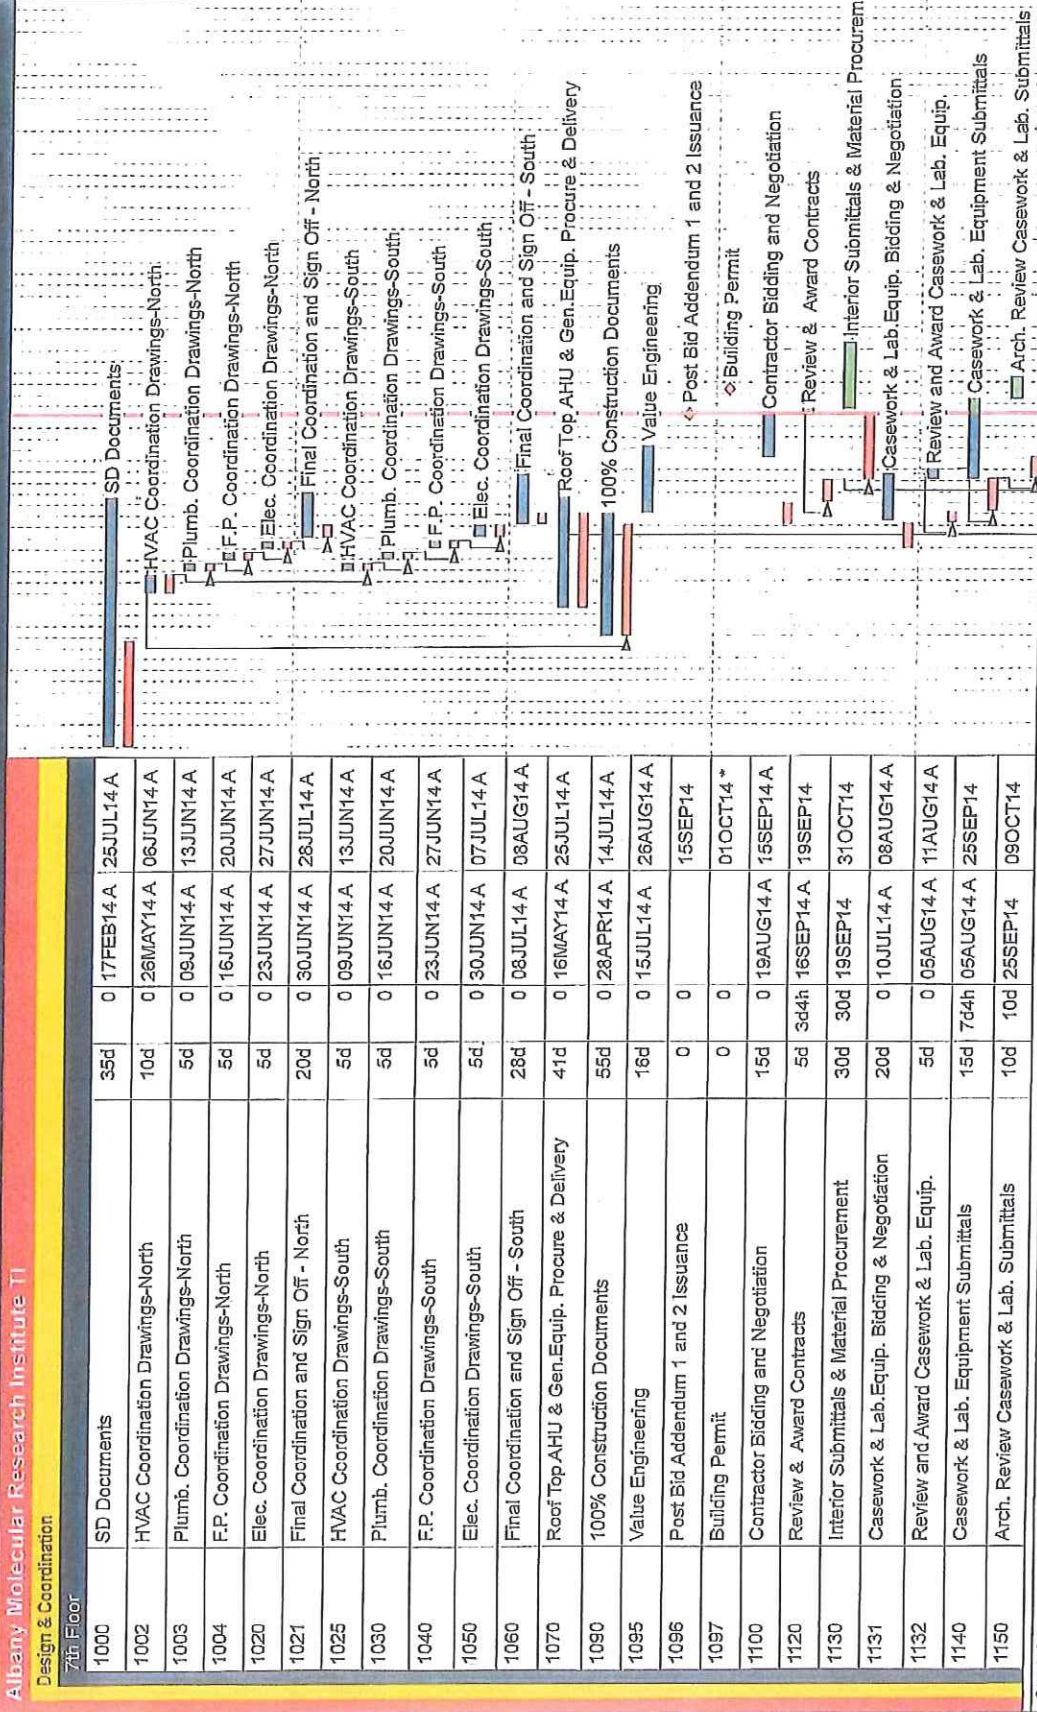 Albany Molecular Research Institute TI
Design & Coordination
7th Floor
1000 SD Documents 35d 0 17FEB14 A 25JUL14 A
1002 HVAC Coordination Drawings-North 10d 0 26MAY14 A 06JUN14 A
1003 Plumb. Coordination Drawings-North 5d 0 09JUN14 A 13JUN14 A
1004 F.P. Coordination Drawings-North 5d 0 16JUN14 A 20JUN14 A
1020 Elec. Coordination Drawings-North 5d 0 23JUN14 A 27JUN14 A
1021 Final Coordination and Sign Off - North 20d 0 30JUN14 A 28JUL14 A
1025 HVAC Coordination Drawings-South 5d 0 09JUN14 A 13JUN14 A
1030 Plumb. Coordination Drawings-South 5d 0 16JUN14 A 20JUN14 A
1040 F.P. Coordination Drawings-South 5d 0 23JUN14 A 27JUN14 A
1050 Elec. Coordination Drawings-South 5d 0 30JUN14 A 07JUL14 A
1060 Final Coordination and Sign Off - South 28d 0 08JUL14 A 08AUG14 A
1070 Roof Top AHU & Gen.Equip. Procure & Delivery 41d 0 16MAY14 A 25JUL14 A
1090 100% Construction Documents 55d 0 28APR14 A 14JUL14 A
1095 Value Engineering 16d 0 15JUL14 A 26AUG14 A
1096 Post Bid Addendum 1 and 2 Issuance 0 0 15SEP14
1097 Building Permit 0 0 01OCT14 *
1100 Contractor Bidding and Negotiation 15d 0 19AUG14 A 15SEP14 A
1120 Review & Award Contracts 5d 3d4h 16SEP14 A 19SEP14
1130 Interior Submittals & Material Procurement 30d 30d 19SEP14 31OCT14
1131 Casework & Lab.Equip. Bidding & Negotiation 20d 0 10JUL14 A 08AUG14 A
1132 Review and Award Casework & Lab. Equip. 5d 0 05AUG14 A 11AUG14 A
1140 Casework & Lab. Equipment Submittals 15d 7d4h 05AUG14 A 25SEP14
1150 Arch. Review Casework & Lab. Submittals 10d 10d 25SEP14 09OCT14
SD Documents
HVAC Coordination Drawings-North
Plumb. Coordination Drawings-North
F.P. Coordination Drawings-North
Elec. Coordination Drawings-North
Final Coordination and Sign Off - North
HVAC Coordination Drawings-South
Plumb. Coordination Drawings-South
F.P. Coordination Drawings-South
Elec. Coordination Drawings-South
Final Coordination and Sign Off - South
Roof Top AHU & Gen.Equip. Procure & Delivery
100% Construction Documents
Value Engineering
Post Bid Addendum 1 and 2 Issuance
Building Permit
Contractor Bidding and Negotiation
Review & Award Contracts
Interior Submittals & Material Procurem
Casework & Lab.Equip. Bidding & Negotiation
Review and Award Casework & Lab. Equip.
Casework & Lab. Equipment Submittals
Arch. Review Casework & Lab. Submittals